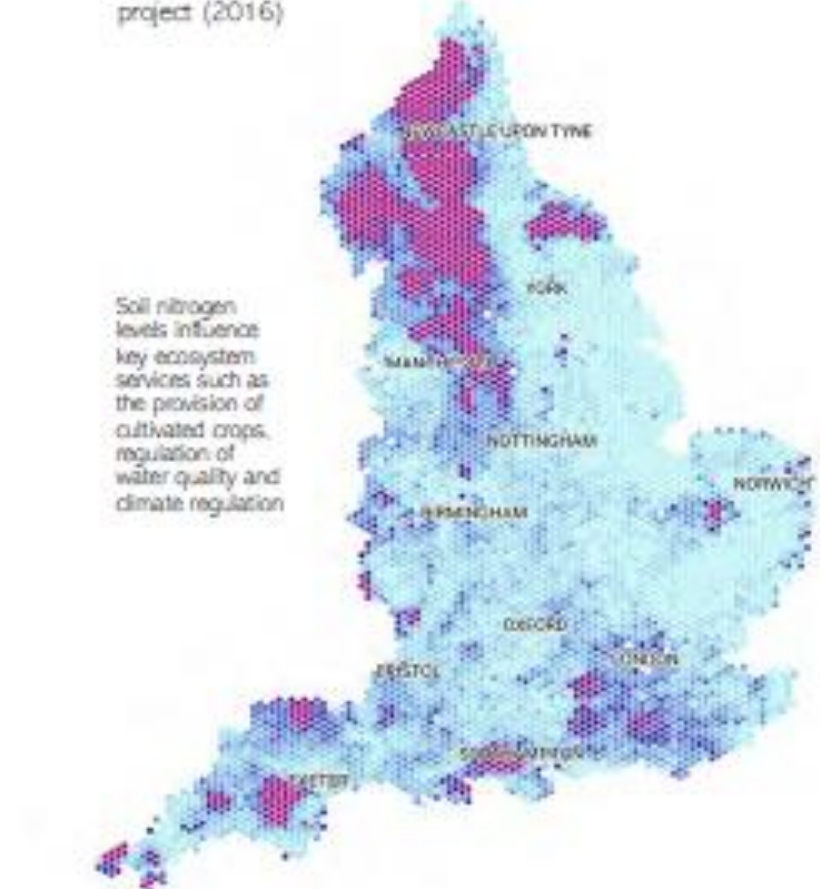 project (2016)
NEWCASTLE UPON TYNE
YORK
Soil nitrogen
levels influence
key ecosystem
services such as
the provision of
cultivated crops,
regulation of
water quality and
climate regulation
MANCHESTER
NOTTINGHAM
NORWICH
BIRMINGHAM
OXFORD
LONDON
BRISTOL
SOUTHAMPTON
EXETER